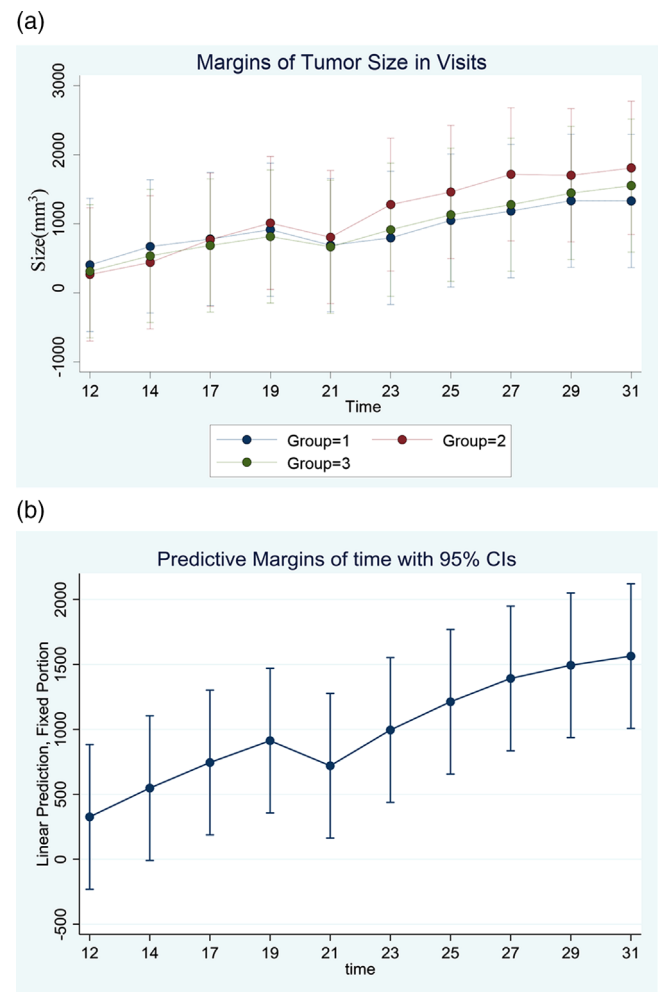 (a)
Margins of Tumor Size in Visits
Size(mm³)
3000
2000
1000
0
-1000
12 14 17 19 21 23 25 27 29 31
Time
Group=1 Group=2
Group=3
(b)
Predictive Margins of time with 95% CIs
Linear Prediction, Fixed Portion
2000
1500
1000
500
0
-500
12 14 17 19 21 23 25 27 29 31
time